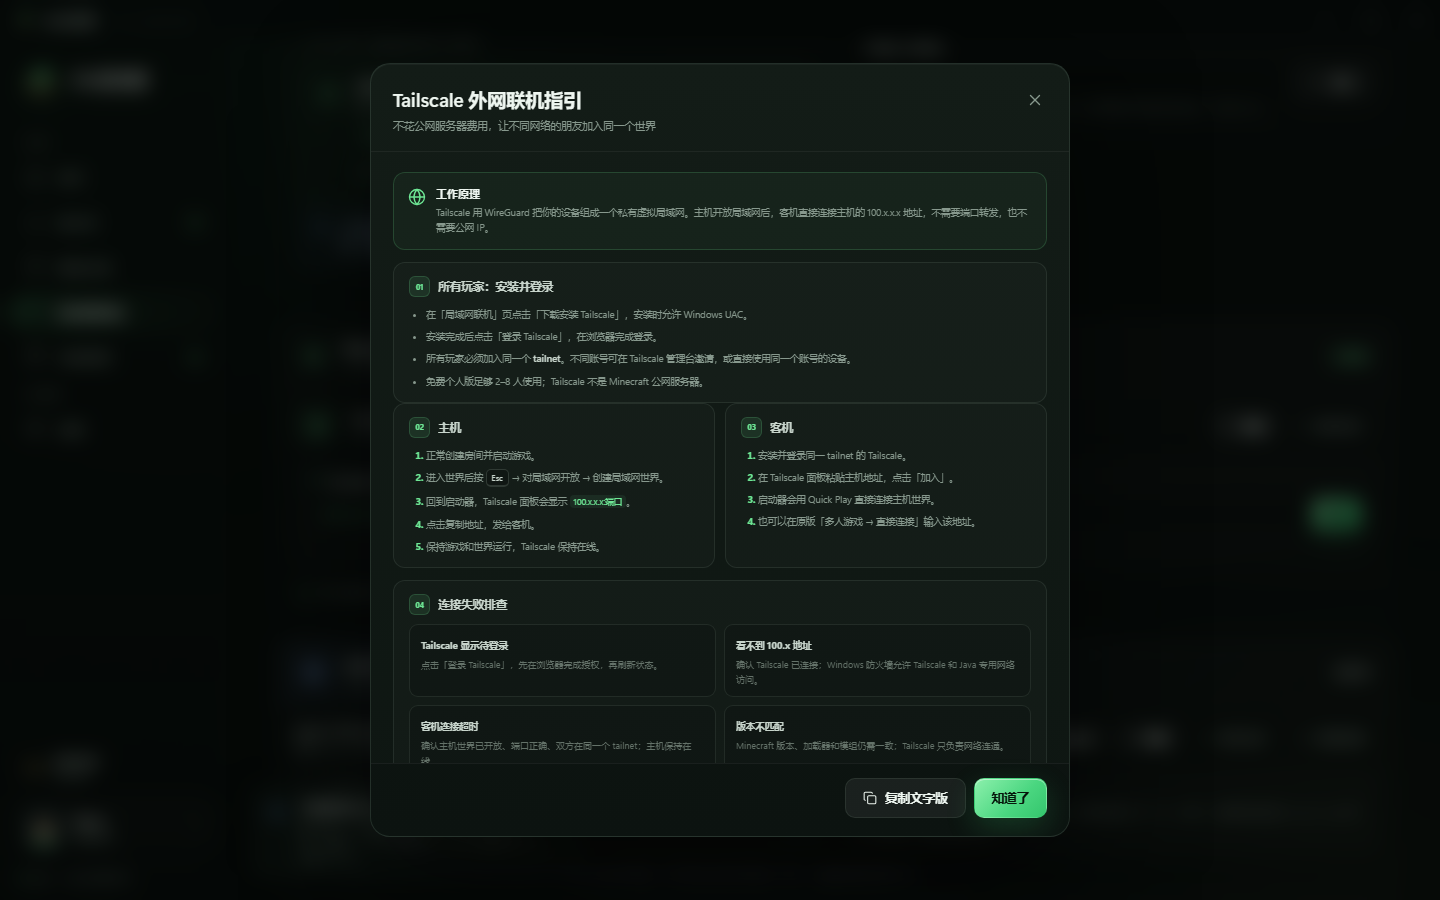 Tailscale 外网联机指引
不花公网服务器费用，让不同网络的朋友加入同一个世界
工作原理
Tailscale 用 WireGuard 把你的设备组成一个私有虚拟局域网。主机开放局域网后，客机直接连接主机的 100.x.x.x 地址，不需要端口转发，也不
需要公网 IP。
01 所有玩家：安装并登录
• 在「局域网联机」页点击「下载安装 Tailscale」，安装时允许 Windows UAC。
• 安装完成后点击「登录 Tailscale」，在浏览器完成登录。
• 所有玩家必须加入同一个 tailnet。不同账号可在 Tailscale 管理台邀请，或直接使用同一个账号的设备。
• 免费个人版足够 2–8 人使用；Tailscale 不是 Minecraft 公网服务器。
02 主机
1. 正常创建房间并启动游戏。
2. 进入世界后按 Esc → 对局域网开放 → 创建局域网世界。
3. 回到启动器，Tailscale 面板会显示 100.x.x.x:端口 。
4. 点击复制地址，发给客机。
5. 保持游戏和世界运行，Tailscale 保持在线。
03 客机
1. 安装并登录同一 tailnet 的 Tailscale。
2. 在 Tailscale 面板粘贴主机地址，点击「加入」。
3. 启动器会用 Quick Play 直接连接主机世界。
4. 也可以在原版「多人游戏 → 直接连接」输入该地址。
04 连接失败排查
Tailscale 显示待登录
点击「登录 Tailscale」，先在浏览器完成授权，再刷新状态。
看不到 100.x 地址
确认 Tailscale 已连接；Windows 防火墙允许 Tailscale 和 Java 专用网络
访问。
客机连接超时
确认主机世界已开放、端口正确、双方在同一个 tailnet；主机保持在
线。
版本不匹配
Minecraft 版本、加载器和模组仍需一致；Tailscale 只负责网络连通。
复制文字版
知道了